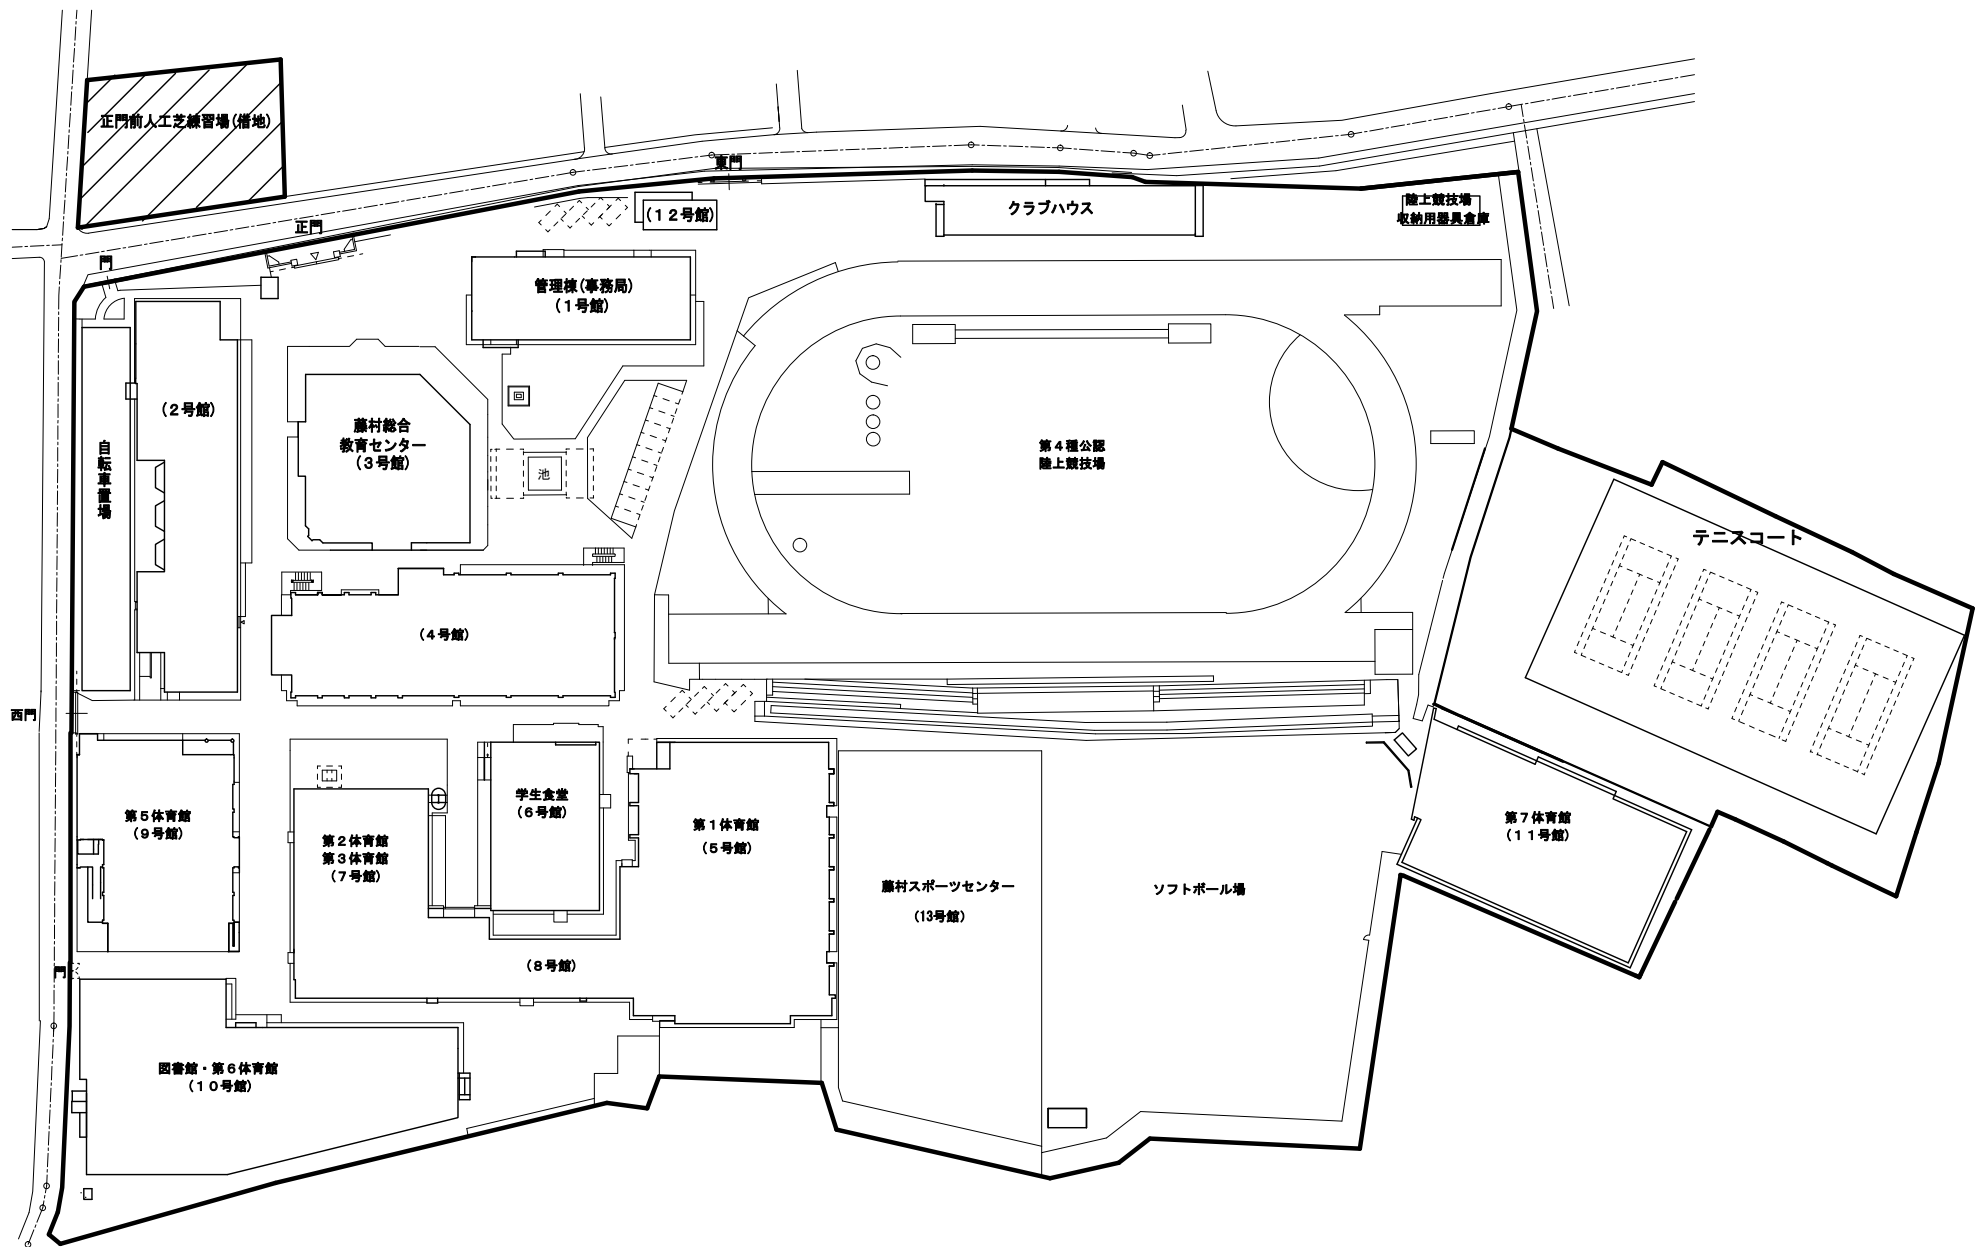 正門前人工芝練習場(借地)
東門
正門
門
(12号館)
クラブハウス
陸上競技場
収納用器具倉庫
管理棟(事務局)
(1号館)
(2号館)
自転車置場
藤村総合
教育センター
(3号館)
池
第4種公認
陸上競技場
テニスコート
(4号館)
西門
第5体育館
(9号館)
第2体育館
第3体育館
(7号館)
学生食堂
(6号館)
第1体育館
(5号館)
藤村スポーツセンター
(13号館)
ソフトボール場
第7体育館
(11号館)
(8号館)
門
図書館・第6体育館
(10号館)